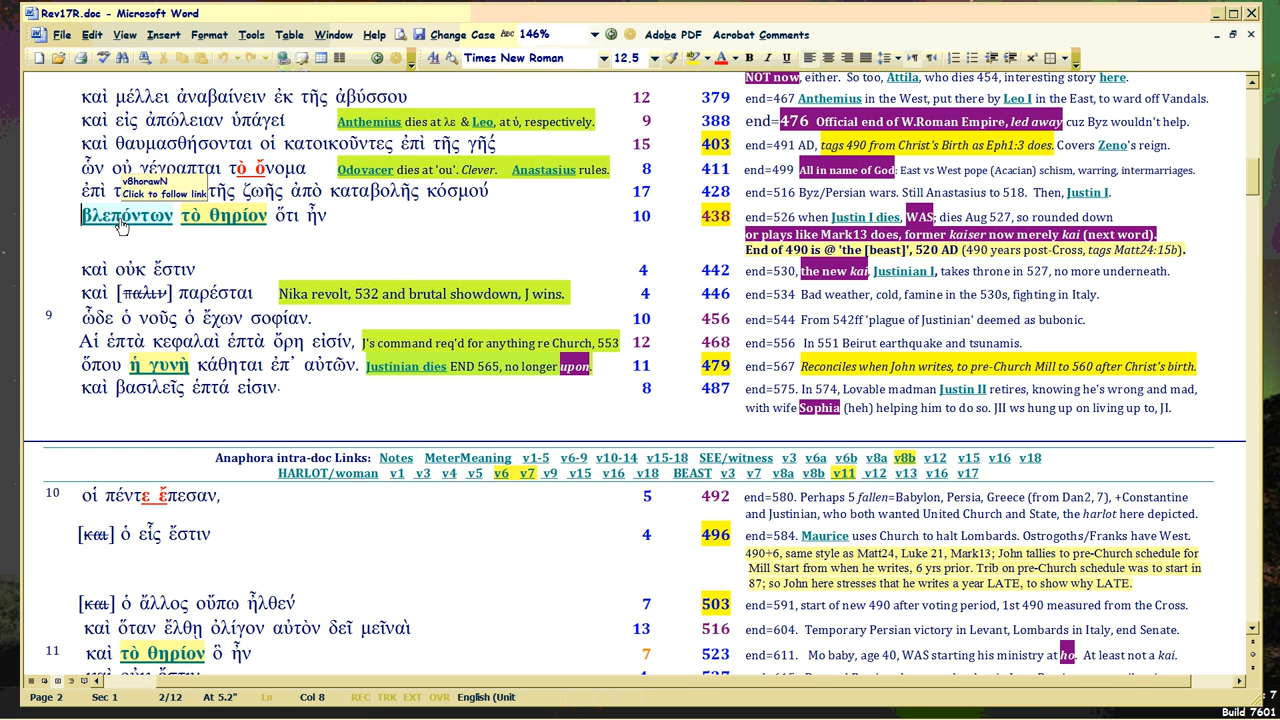 Rev17R.doc - Microsoft Word
File Edit View Insert Format Tools Table Window Help Change Case ABC 146% Adobe PDF Acrobat Comments
Times New Roman 12.5 B I U
NOT now, either. So too, Attila, who dies 454, interesting story here.
καὶ μέλλει ἀναβαίνειν ἐκ τῆς ἀβύσσου 12 379 end=467 Anthemius in the West, put there by Leo I in the East, to ward off Vandals.
καὶ εἰς ἀπώλειαν ὑπάγεί Anthemius dies at λε & Leo, at ύ, respectively. 9 388 end=476 Official end of W.Roman Empire, led away cuz Byz wouldn't help.
καὶ θαυμασθήσονται οἱ κατοικοῦντες ἐπὶ τῆς γῆς 15 403 end=491 AD, tags 490 from Christ's Birth as Eph1:3 does. Covers Zeno's reign.
ὧν οὐ γέγραπται τὸ ὄνομα Odovacer dies at 'ου'. Clever. Anastasius rules. 8 411 end=499 All in name of God: East vs West pope (Acacian) schism, warring, intermarriages.
v8horawN
Click to follow link
ἐπὶ τῆς ζωῆς ἀπὸ καταβολῆς κόσμού 17 428 end=516 Byz/Persian wars. Still Anastasius to 518. Then, Justin I.
βλεπόντων τὸ θηρίον ὅτι ἦν 10 438 end=526 when Justin I dies, WAS; dies Aug 527, so rounded down
or plays like Mark13 does, former kaiser now merely kai (next word).
End of 490 is @ 'the [beast]', 520 AD (490 years post-Cross, tags Matt24:15b).
καὶ οὐκ ἔστιν 4 442 end=530, the new kai, Justinian I, takes throne in 527, no more underneath.
καὶ [παλιν] παρέσται Nika revolt, 532 and brutal showdown, J wins. 4 446 end=534 Bad weather, cold, famine in the 530s, fighting in Italy.
9 ὧδε ὁ νοῦς ὁ ἔχων σοφίαν. 10 456 end=544 From 542ff 'plague of Justinian' deemed as bubonic.
Αἱ ἑπτὰ κεφαλαὶ ἑπτὰ ὄρη εἰσίν, J's command req'd for anything re Church, 553 12 468 end=556 In 551 Beirut earthquake and tsunamis.
ὅπου ἡ γυνὴ κάθηται ἐπ᾽ αὐτῶν. Justinian dies END 565, no longer upon. 11 479 end=567 Reconciles when John writes, to pre-Church Mill to 560 after Christ's birth.
καὶ βασιλεῖς ἑπτά εἰσιν· 8 487 end=575. In 574, Lovable madman Justin II retires, knowing he's wrong and mad,
with wife Sophia (heh) helping him to do so. JII ws hung up on living up to, JI.
Anaphora intra-doc Links: Notes MeterMeaning v1-5 v6-9 v10-14 v15-18 SEE/witness v3 v6a v6b v8a v8b v12 v15 v16 v18
HARLOT/woman v1 v3 v4 v5 v6 v7 v9 v15 v16 v18 BEAST v3 v7 v8a v8b v11 v12 v13 v16 v17
10 οἱ πέντε ἔπεσαν, 5 492 end=580. Perhaps 5 fallen=Babylon, Persia, Greece (from Dan2, 7), +Constantine
and Justinian, who both wanted United Church and State, the harlot here depicted.
[και] ὁ εἷς ἔστιν 4 496 end=584. Maurice uses Church to halt Lombards. Ostrogoths/Franks have West.
490+6, same style as Matt24, Luke 21, Mark13; John tallies to pre-Church schedule for
Mill Start from when he writes, 6 yrs prior. Trib on pre-Church schedule was to start in
87; so John here stresses that he writes a year LATE, to show why LATE.
[και] ὁ ἄλλος οὔπω ἦλθεν́ 7 503 end=591, start of new 490 after voting period, 1st 490 measured from the Cross.
καὶ ὅταν ἔλθῃ ὀλίγον αὐτὸν δεῖ μεῖναὶ 13 516 end=604. Temporary Persian victory in Levant, Lombards in Italy, end Senate.
11 καὶ τὸ θηρίον ὃ ἦν 7 523 end=611. Mo baby, age 40, WAS starting his ministry at ho. At least not a kai.
Page 2 Sec 1 2/12 At 5.2" Ln Col 8 REC TRK EXT OVR English (Unit
: 7
Build 7601